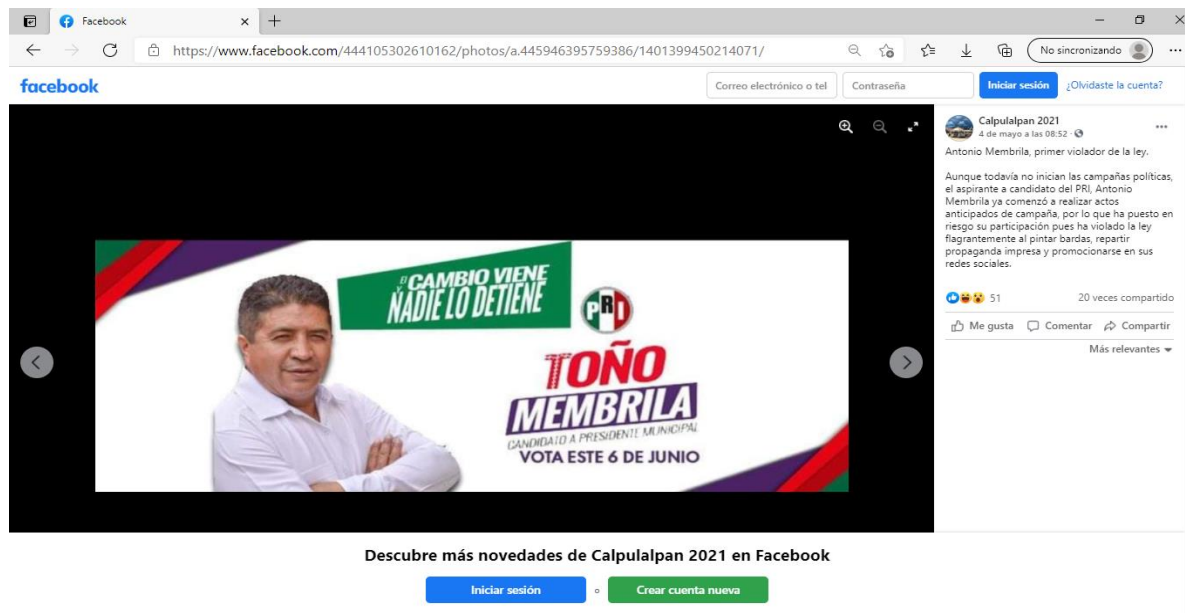 Facebook
https://www.facebook.com/444105302610162/photos/a.445946395759386/1401399450214071/
No sincronizando
facebook
Correo electrónico o tel
Contraseña
Iniciar sesión
¿Olvidaste la cuenta?
EL CAMBIO VIENE
Y NADIE LO DETIENE
PRI
TOÑO
MEMBRILA
CANDIDATO A PRESIDENTE MUNICIPAL
VOTA ESTE 6 DE JUNIO
Calpulalpan 2021
4 de mayo a las 08:52 ·
Antonio Membrila, primer violador de la ley.
Aunque todavía no inician las campañas políticas,
el aspirante a candidato del PRI, Antonio
Membrila ya comenzó a realizar actos
anticipados de campaña, por lo que ha puesto en
riesgo su participación pues ha violado la ley
flagrantemente al pintar bardas, repartir
propaganda impresa y promocionarse en sus
redes sociales.
51
20 veces compartido
Me gusta
Comentar
Compartir
Más relevantes
Descubre más novedades de Calpulalpan 2021 en Facebook
Iniciar sesión
o
Crear cuenta nueva